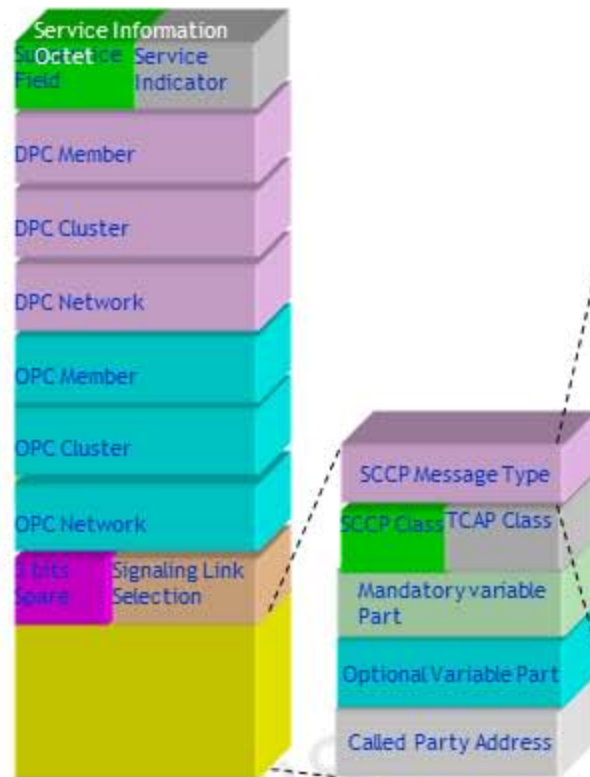 Service Information
Octet
Field
Service
Indicator
DPC Member
DPC Cluster
DPC Network
OPC Member
OPC Cluster
OPC Network
bits
Spare
Signaling Link
Selection
SCCP Message Type
SCCP Class
TCAP Class
Mandatory variable
Part
Optional Variable Part
Called Party Address